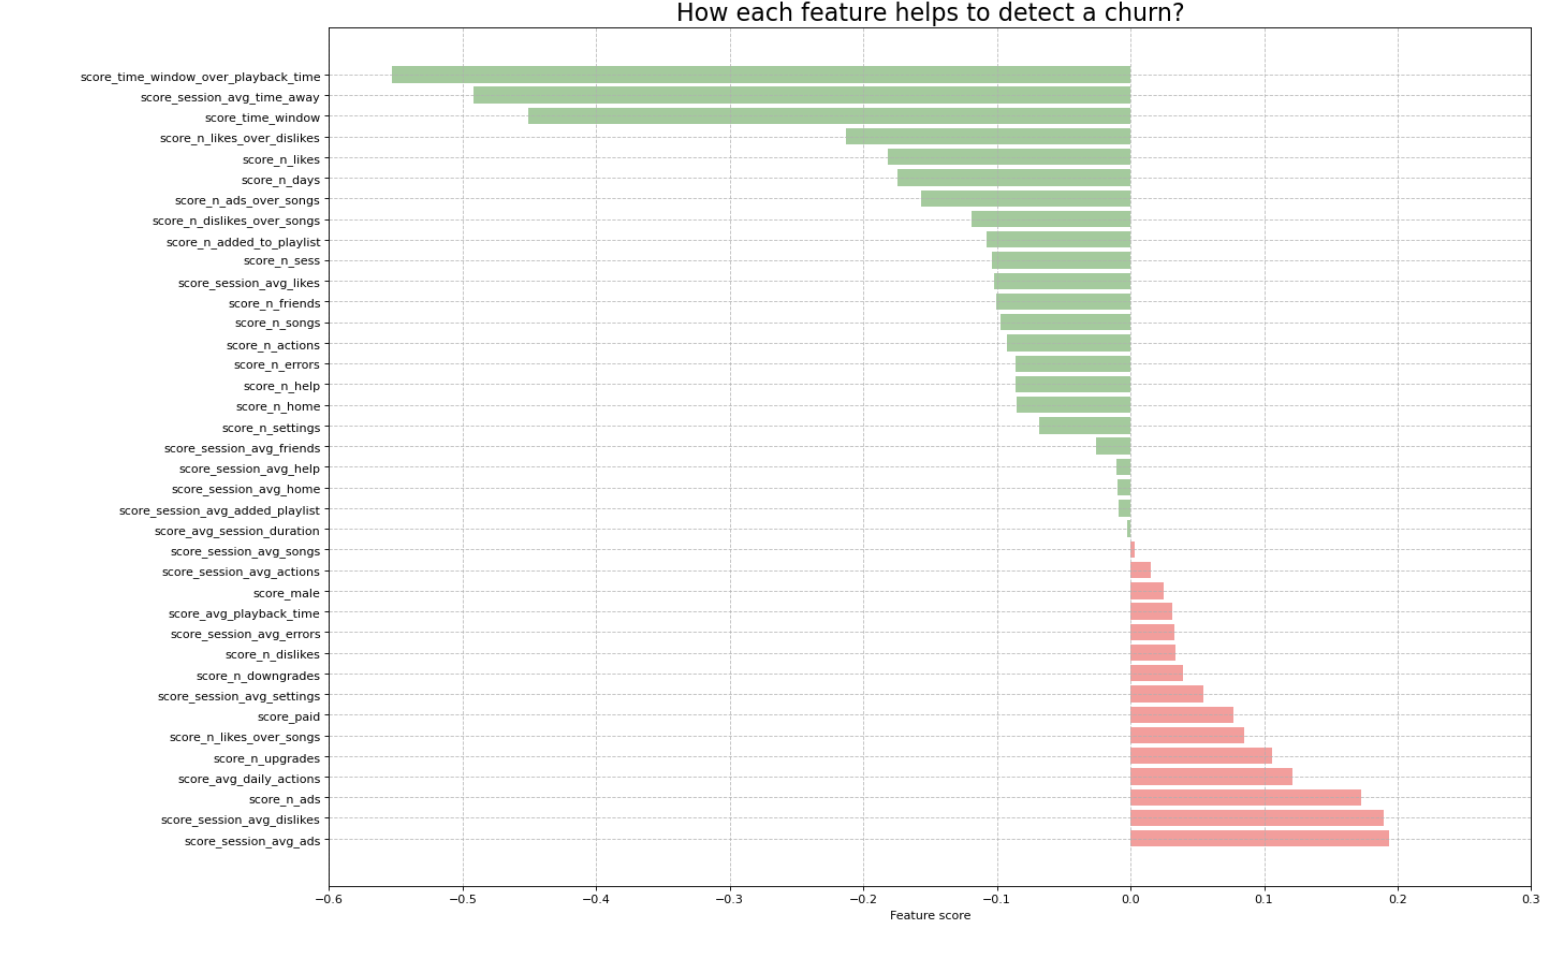 How each feature helps to detect a churn?
score_time_window_over_playback_time
score_session_avg_time_away
score_time_window
score_n_likes_over_dislikes
score_n_likes
score_n_days
score_n_ads_over_songs
score_n_dislikes_over_songs
score_n_added_to_playlist
score_n_sess
score_session_avg_likes
score_n_friends
score_n_songs
score_n_actions
score_n_errors
score_n_help
score_n_home
score_n_settings
score_session_avg_friends
score_session_avg_help
score_session_avg_home
score_session_avg_added_playlist
score_avg_session_duration
score_session_avg_songs
score_session_avg_actions
score_male
score_avg_playback_time
score_session_avg_errors
score_n_dislikes
score_n_downgrades
score_session_avg_settings
score_paid
score_n_likes_over_songs
score_n_upgrades
score_avg_daily_actions
score_n_ads
score_session_avg_dislikes
score_session_avg_ads
−0.6 −0.5 −0.4 −0.3 −0.2 −0.1 0.0 0.1 0.2 0.3
Feature score